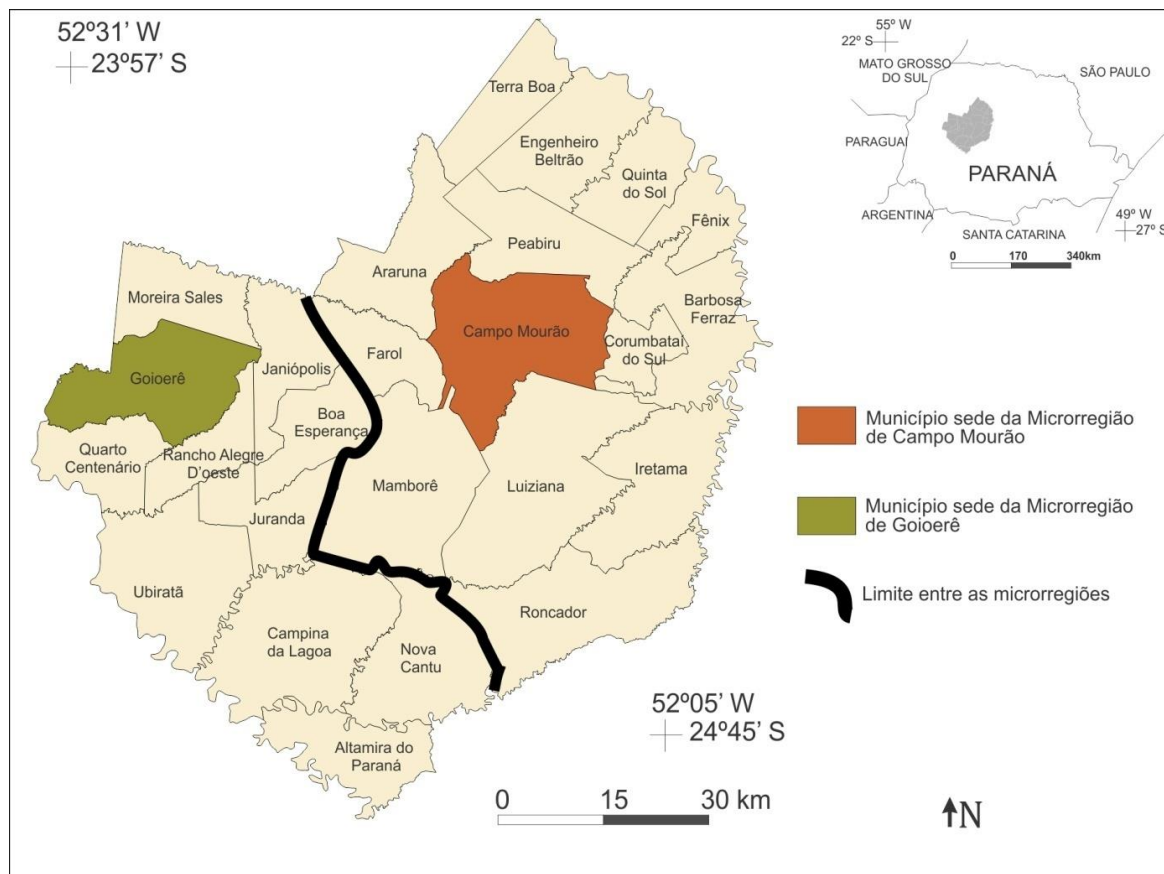 52º31’ W
23º57’ S
55º W
22º S
MATO GROSSO
DO SUL
SÃO PAULO
PARAGUAI
PARANÁ
ARGENTINA
SANTA CATARINA
49º W
27º S
0 170 340km
Terra Boa
Engenheiro
Beltrão
Quinta
do Sol
Fênix
Peabiru
Araruna
Moreira Sales
Barbosa
Ferraz
Campo Mourão
Corumbataí
do Sul
Farol
Janiópolis
Goioerê
Boa
Esperança
Quarto
Centenário
Rancho Alegre
D’oeste
Mamborê
Luiziana
Iretama
Juranda
Ubiratã
Roncador
Campina
da Lagoa
Nova
Cantu
Altamira do
Paraná
Município sede da Microrregião
de Campo Mourão
Município sede da Microrregião
de Goioerê
Limite entre as microrregiões
52º05’ W
24º45’ S
0 15 30 km
N